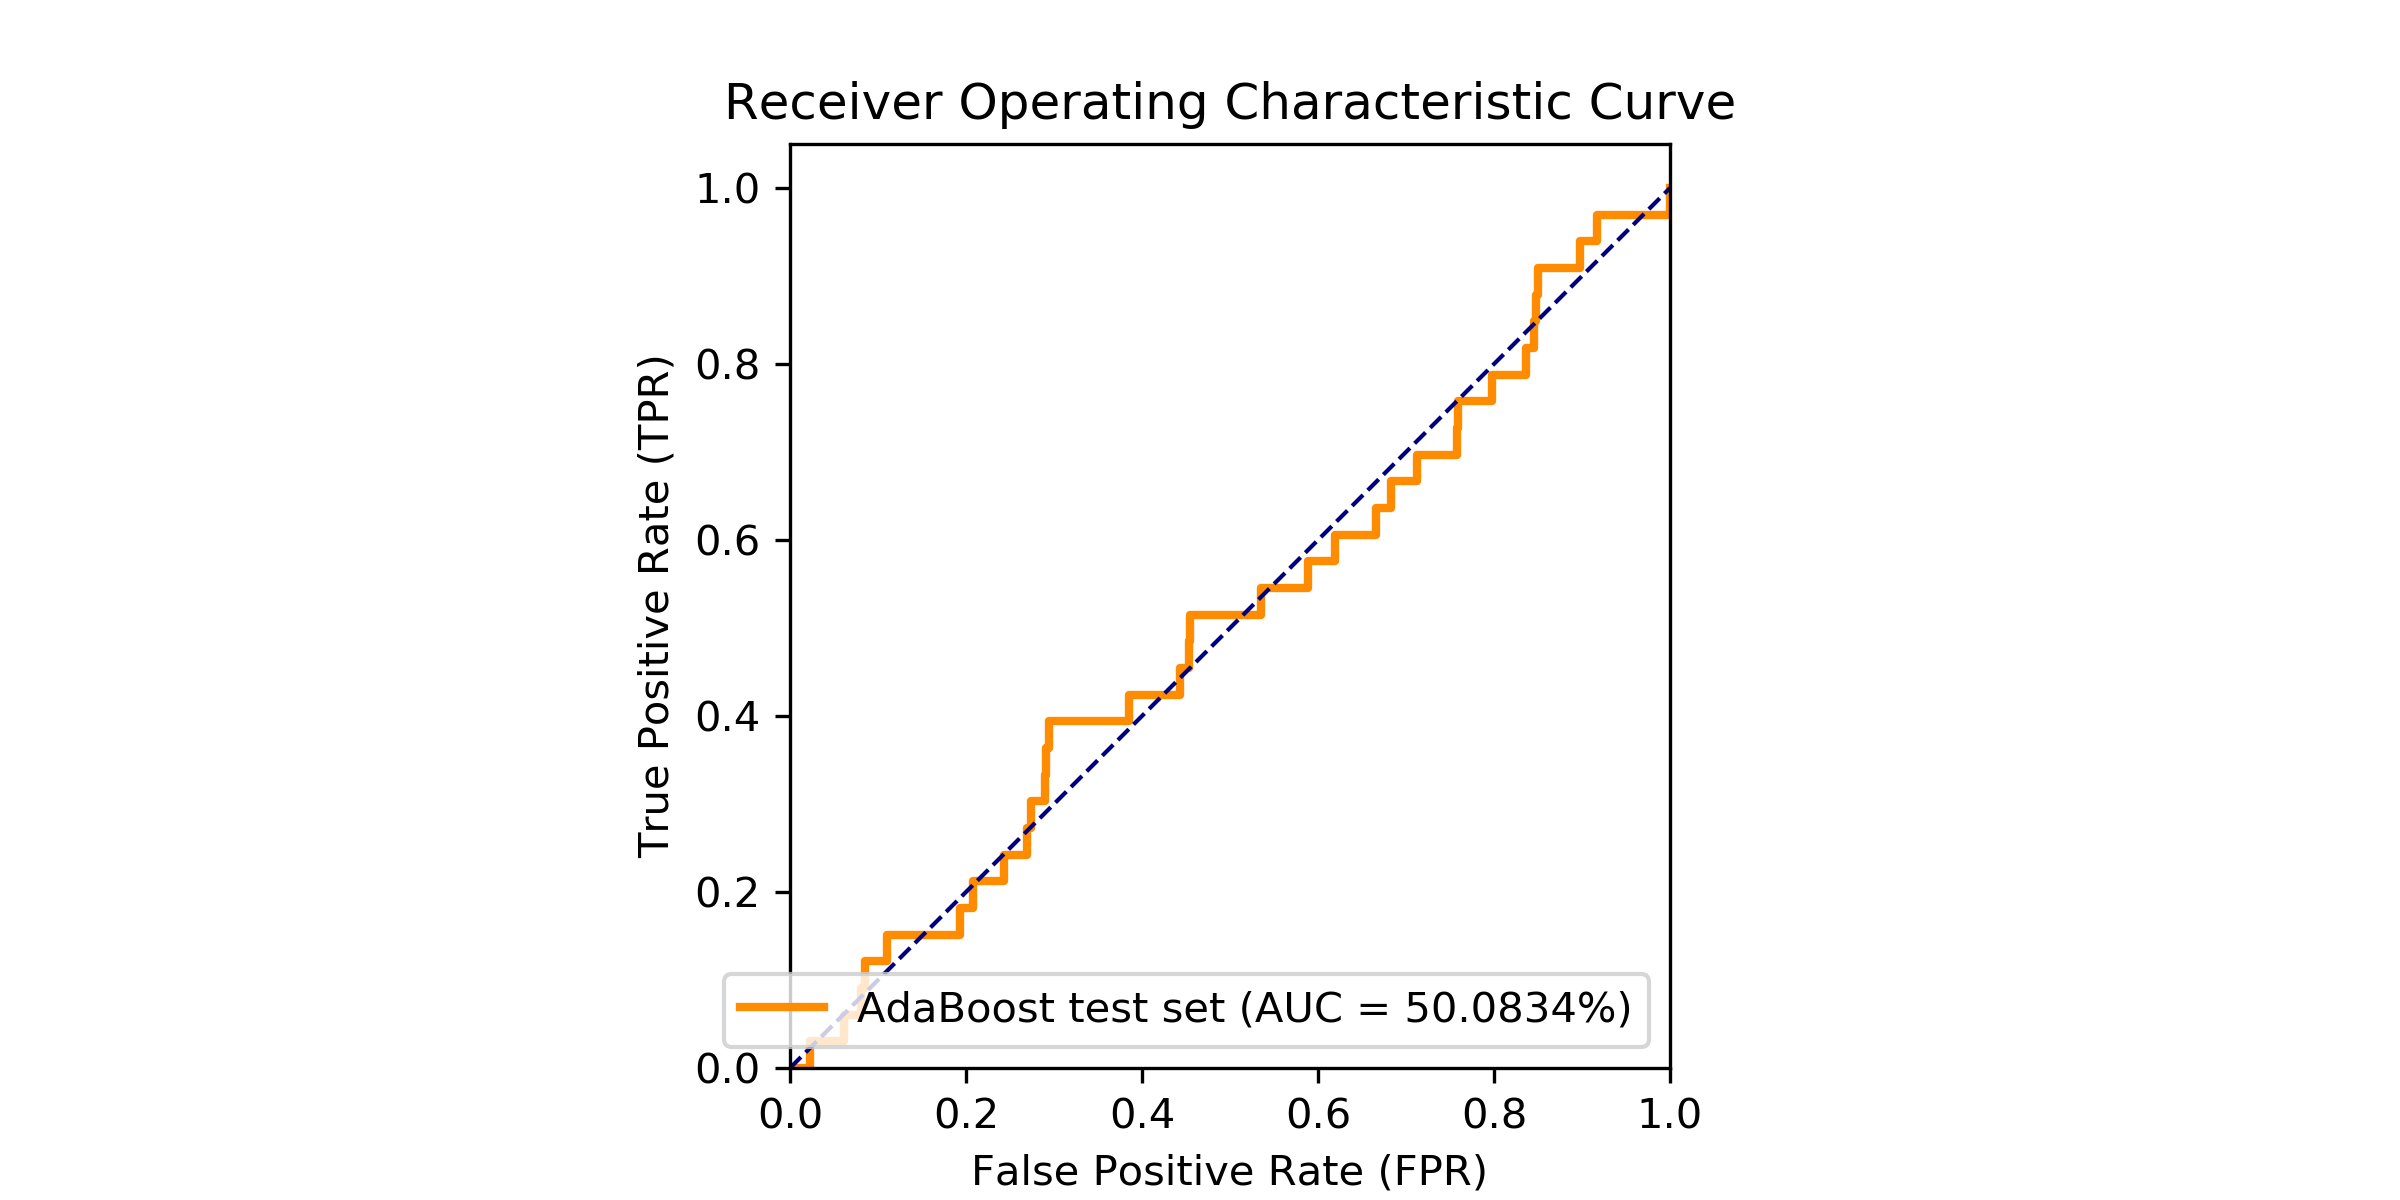 Receiver Operating Characteristic Curve
1.0
0.8
0.6
0.4
0.2
0.0
True Positive Rate (TPR)
AdaBoost test set (AUC = 50.0834%)
0.0 0.2 0.4 0.6 0.8 1.0
False Positive Rate (FPR)